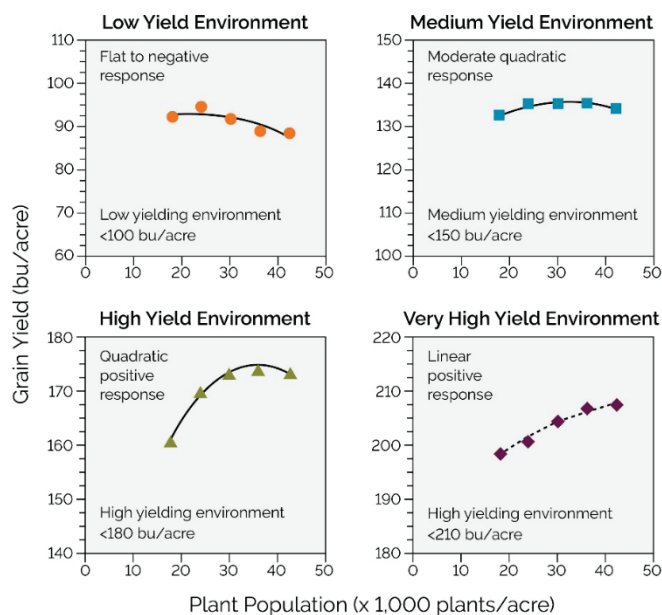 Low Yield Environment
110
100
90
80
70
60
0
10
20
30
40
50
Flat to negative
response
Low yielding environment
<100 bu/acre
Medium Yield Environment
150
140
130
120
110
100
0
10
20
30
40
50
Moderate quadratic
response
Medium yielding environment
<150 bu/acre
Grain Yield (bu/acre)
High Yield Environment
180
170
160
150
140
0
10
20
30
40
50
Quadratic
positive
response
High yielding environment
<180 bu/acre
Very High Yield Environment
220
210
200
190
180
0
10
20
30
40
50
Linear
positive
response
High yielding environment
<210 bu/acre
Plant Population (x 1,000 plants/acre)